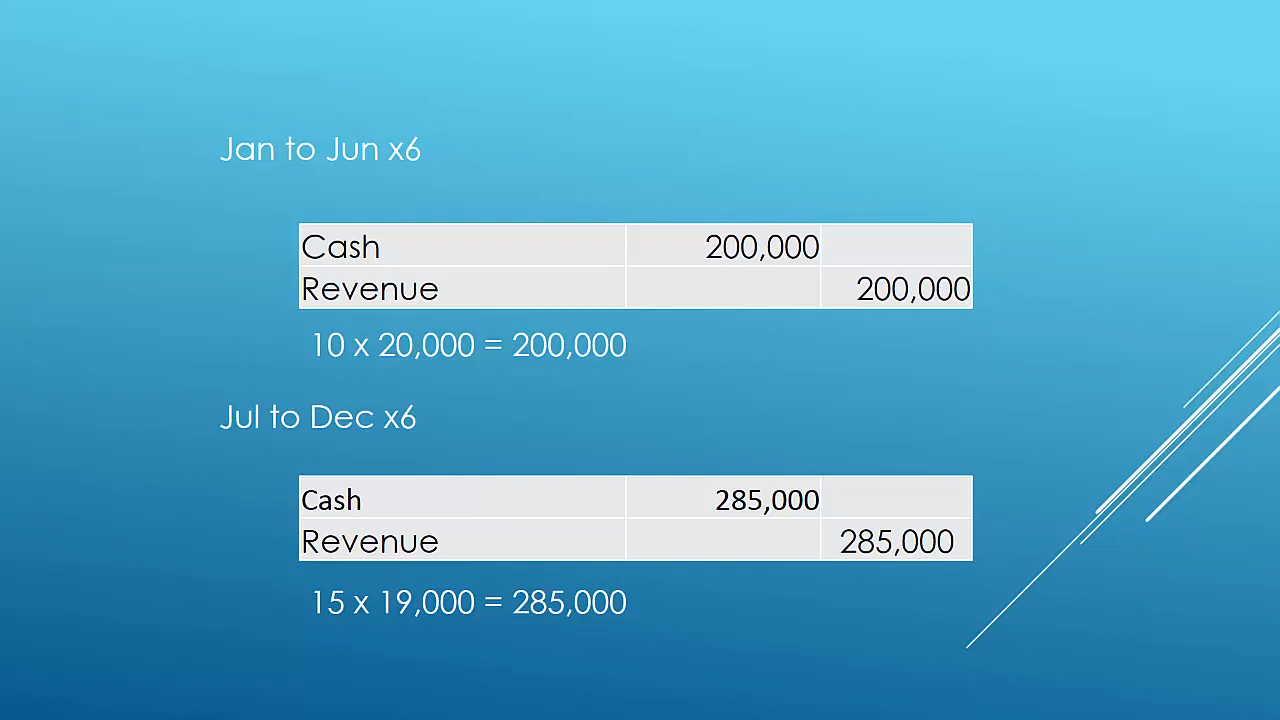 Jan to Jun x6
Cash 200,000
Revenue 200,000
10 x 20,000 = 200,000
Jul to Dec x6
Cash 285,000
Revenue 285,000
15 x 19,000 = 285,000